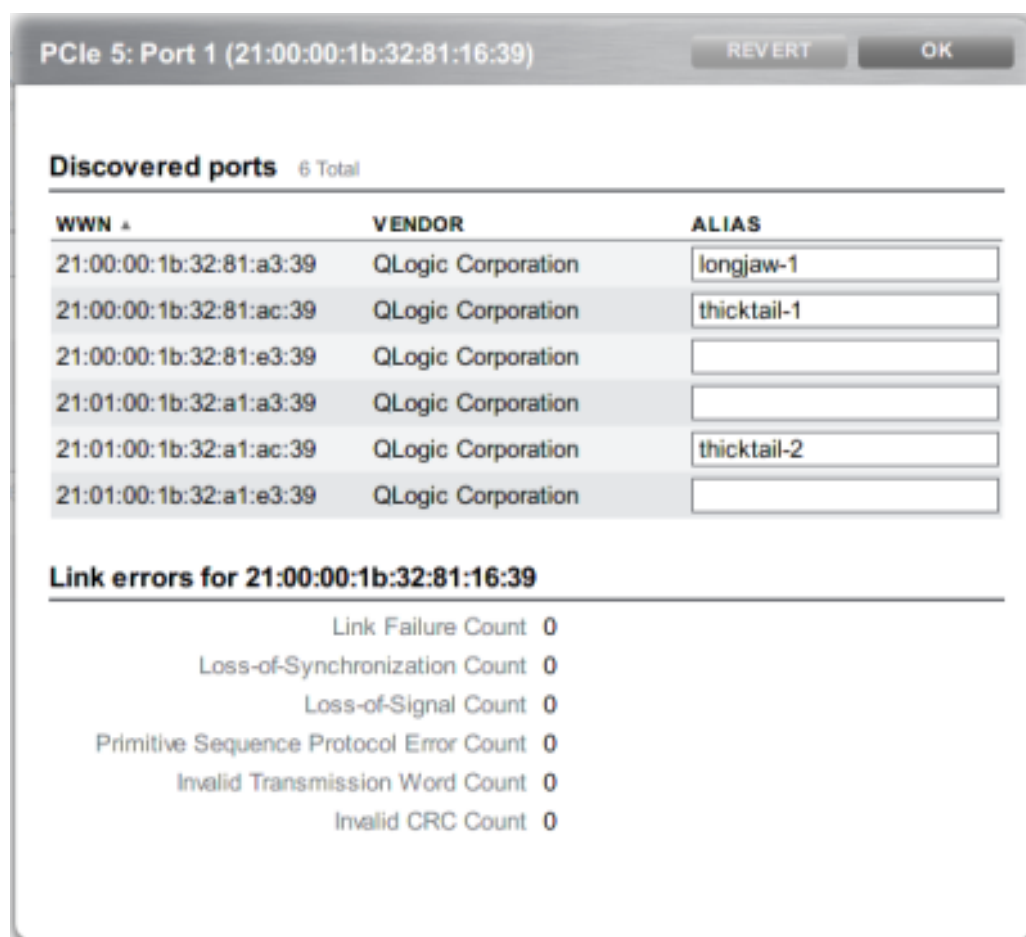 PCIe 5: Port 1 (21:00:00:1b:32:81:16:39) REVERT OK
Discovered ports 6 Total
WWN ▲ VENDOR ALIAS
21:00:00:1b:32:81:a3:39 QLogic Corporation longjaw-1
21:00:00:1b:32:81:ac:39 QLogic Corporation thicktail-1
21:00:00:1b:32:81:e3:39 QLogic Corporation
21:01:00:1b:32:a1:a3:39 QLogic Corporation
21:01:00:1b:32:a1:ac:39 QLogic Corporation thicktail-2
21:01:00:1b:32:a1:e3:39 QLogic Corporation
Link errors for 21:00:00:1b:32:81:16:39
Link Failure Count 0
Loss-of-Synchronization Count 0
Loss-of-Signal Count 0
Primitive Sequence Protocol Error Count 0
Invalid Transmission Word Count 0
Invalid CRC Count 0